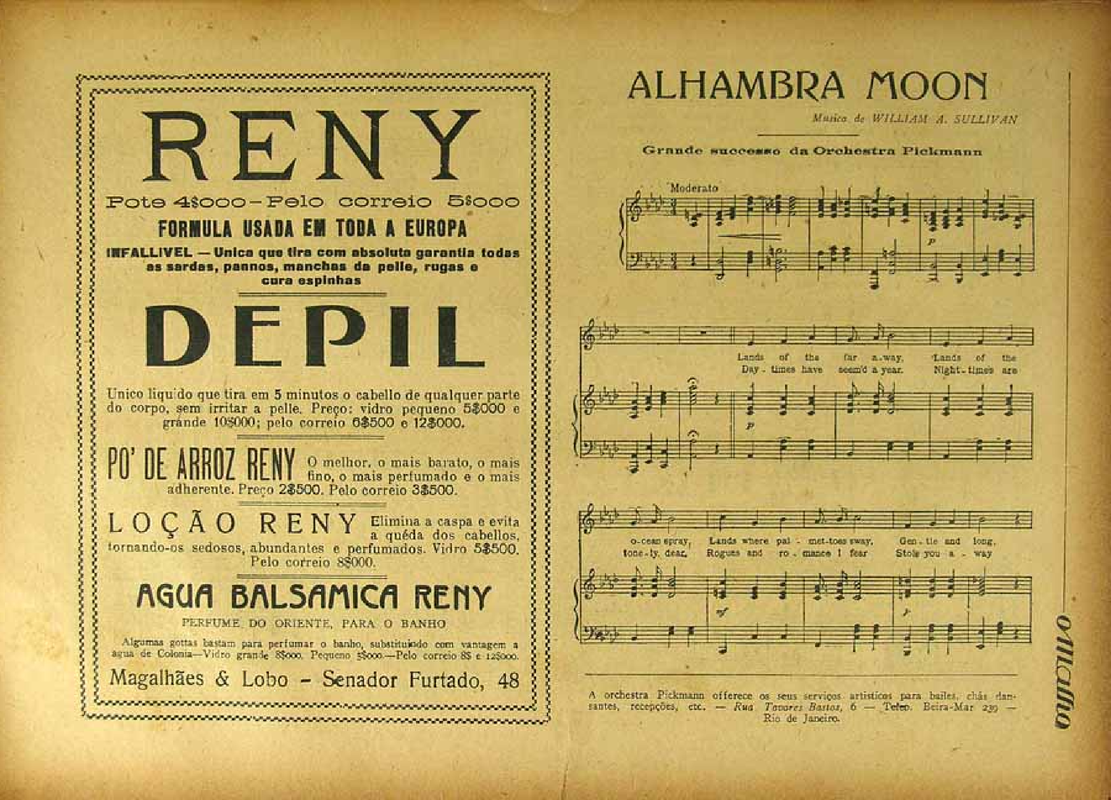 RENY
Pote 4$000-Pelo correio 5$000
FORMULA USADA EM TODA A EUROPA
INFALLIVEL — Unica que tira com absoluta garantia todas
as sardas, pannos, manchas da pelle, rugas e
cura espinhas
DEPIL
Unico liquido que tira em 5 minutos o cabello de qualquer parte
do corpo, sem irritar a pelle. Preço: vidro pequeno 5$000 e
grande 10$000; pelo correio 6$500 e 12$000.
PO' DE ARROZ RENY O melhor, o mais barato, o mais
fino, o mais perfumado e o mais
adherente. Preço 2$500. Pelo correio 3$500.
LOÇÃO RENY Elimina a caspa e evita
a quéda dos cabellos,
tornando-os sedosos, abundantes e perfumados. Vidro 5$500.
Pelo correio 8$000.
AGUA BALSAMICA RENY
PERFUME DO ORIENTE, PARA O BANHO
Algumas gottas bastam para perfumar o banho, substituindo com vantagem a
agua de Colonia—Vidro grande 8$000. Pequeno 5$000.—Pelo correio 8$ e 12$000.
Magalhães & Lobo - Senador Furtado, 48
ALHAMBRA MOON
Musica de WILLIAM A. SULLIVAN
Grande successo da Orchestra Pickmann
Moderato
p
Lands of the far a-way, Lands of the
Day - times have seem'd a year. Night-times are
p
o-cean spray, Lands where pal - met-toes sway, Gen-tle and long,
tone-ly, dear, Rogues and ro-mance I fear Stole you a - way
mf p
A orchestra Pickmann offerece os seus serviços artisticos para bailes, chás dan-
santes, recepções, etc. — Rua Tavares Bastos, 6 — Telep. Beira-Mar 239 —
Rio de Janeiro.
O Malho